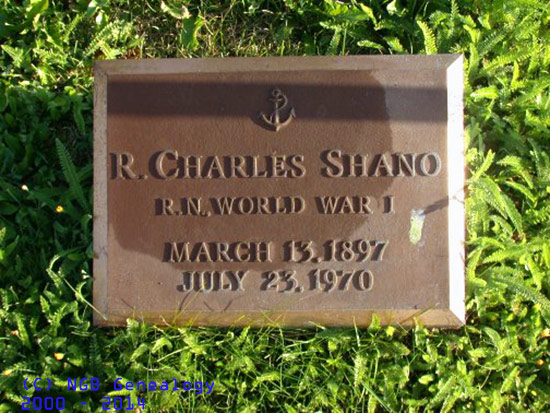 R. CHARLES SHANO
R.N. WORLD WAR I
MARCH 13, 1897
JULY 23, 1970
(C) NGB Genealogy
2000 - 2014